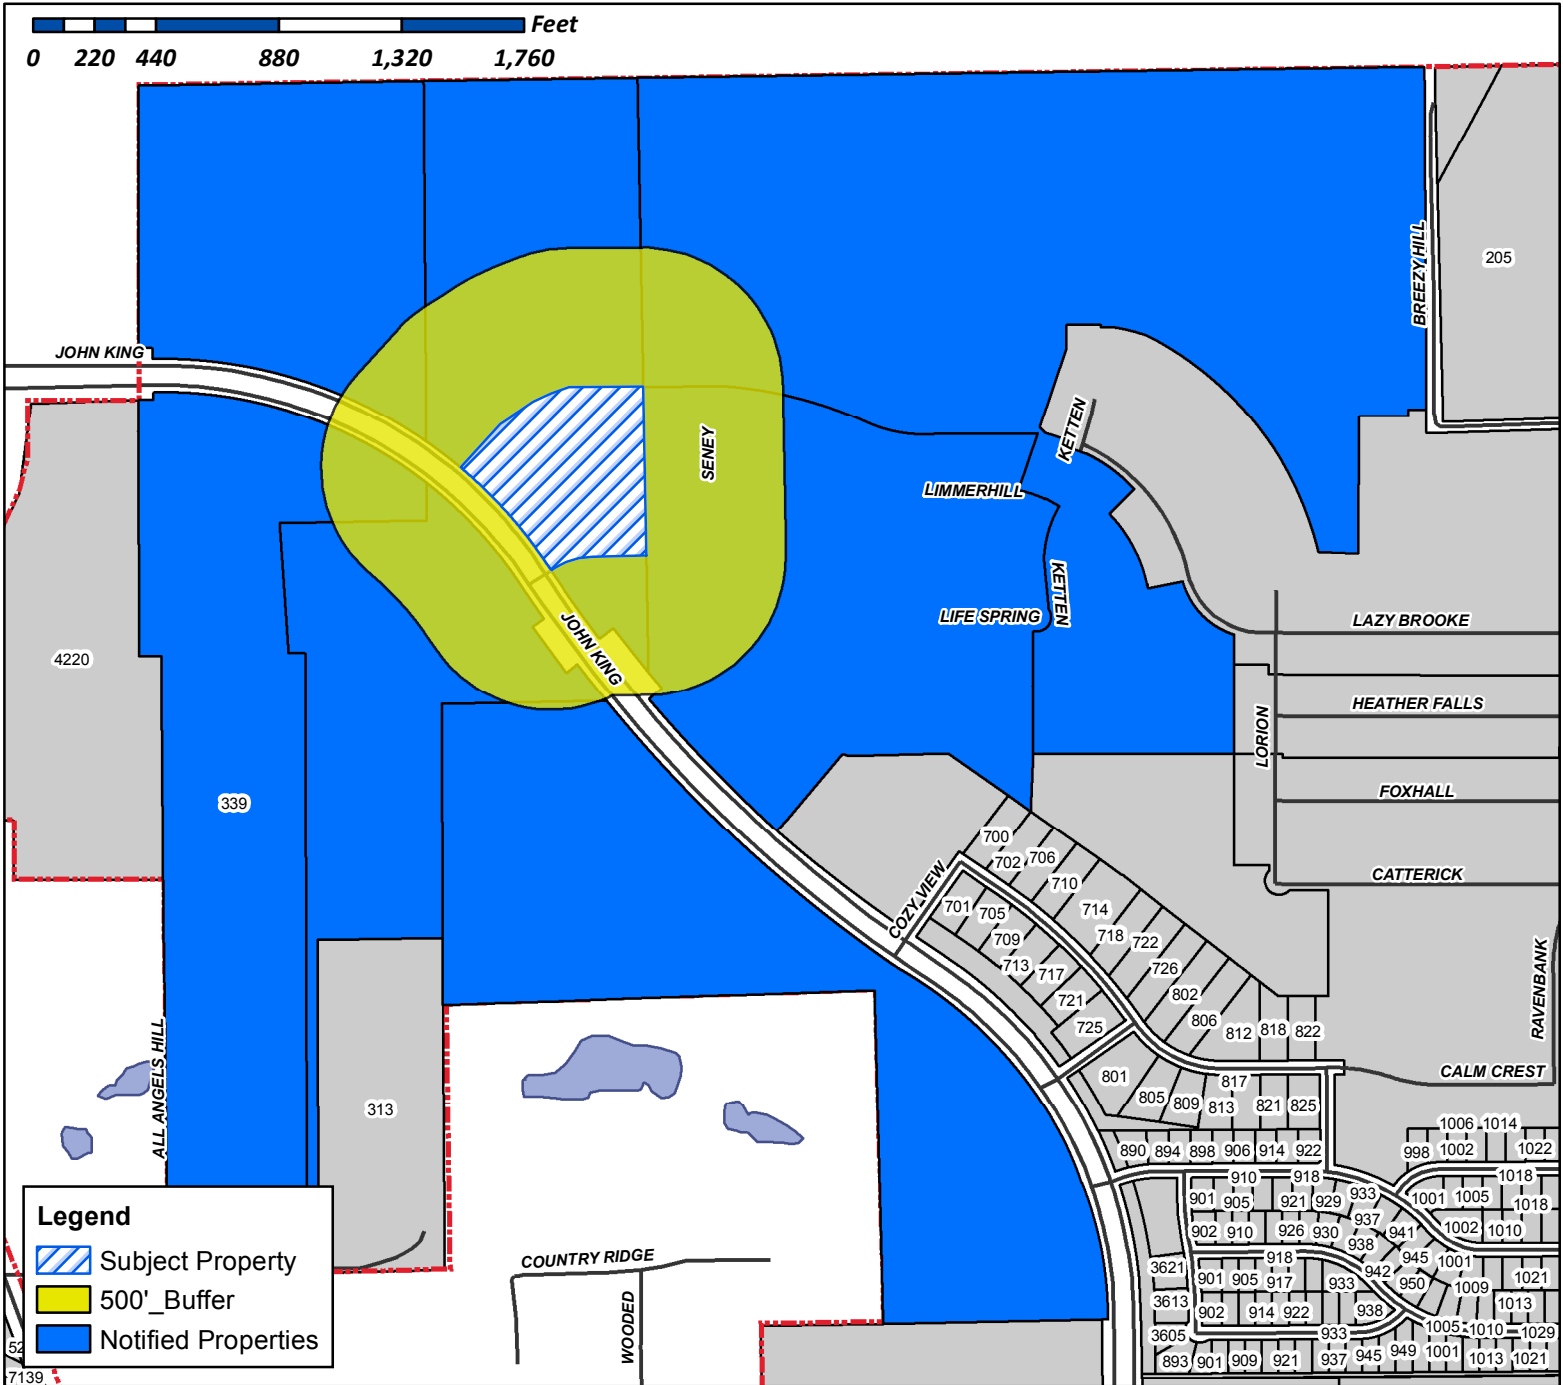 Feet
0 220 440 880 1,320 1,760
205
BREEZY HILL
JOHN KING
SENEY
KETTEN
LIMMERHILL
KETTEN
LIFE SPRING
JOHN KING
LAZY BROOKE
4220
HEATHER FALLS
LORION
FOXHALL
339
700
702 706
710
CATTERICK
COZY VIEW
701 705
709
713 717
721
725
714
718 722
726
802
806
812 818 822
RAVENBANK
CALM CREST
ALL ANGELS HILL
313
801
805 809
817
813 821 825
1006 1014
998 1002 1022
890 894 898 906 914 922
910 918
1018
901 905 921 929 933
937
1001 1005 1018
902 910 926 930 938 941
1002 1010
918
945 1001
942
3621 901 905 917 933 950 1009 1021
3613 902 914 922 938 1013
3605 933 1005 1010 1029
893 901 909 921 937 945 949 1001 1013 1021
COUNTRY RIDGE
WOODED
Legend
Subject Property
500'_Buffer
Notified Properties
52
7139